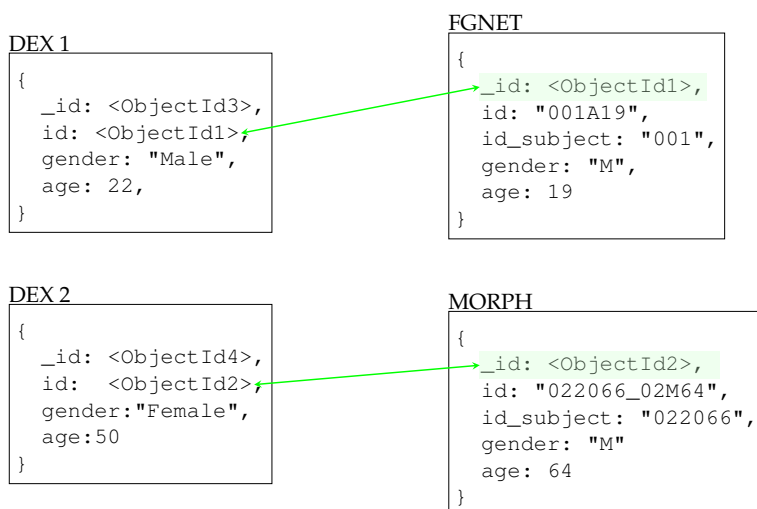 DEX 1
{
_id: <ObjectId3>,
id: <ObjectId1>,
gender: "Male",
age: 22,
}
FGNET
{
_id: <ObjectId1>,
id: "001A19",
id_subject: "001",
gender: "M",
age: 19
}
DEX 2
{
_id: <ObjectId4>,
id: <ObjectId2>,
gender:"Female",
age:50
}
MORPH
{
_id: <ObjectId2>,
id: "022066_02M64",
id_subject: "022066",
gender: "M"
age: 64
}